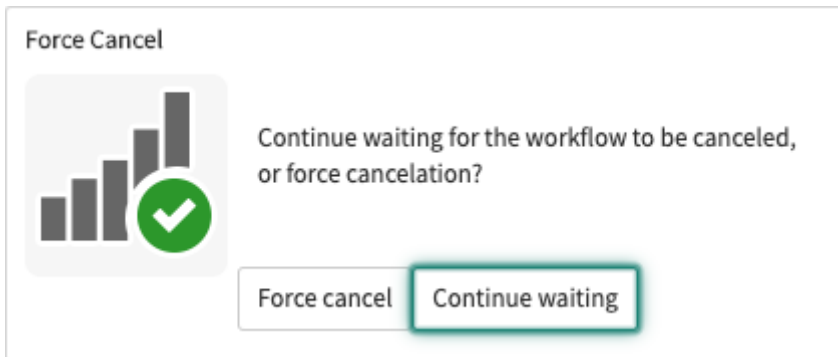 Force Cancel
Continue waiting for the workflow to be canceled,
or force cancelation?
Force cancel
Continue waiting